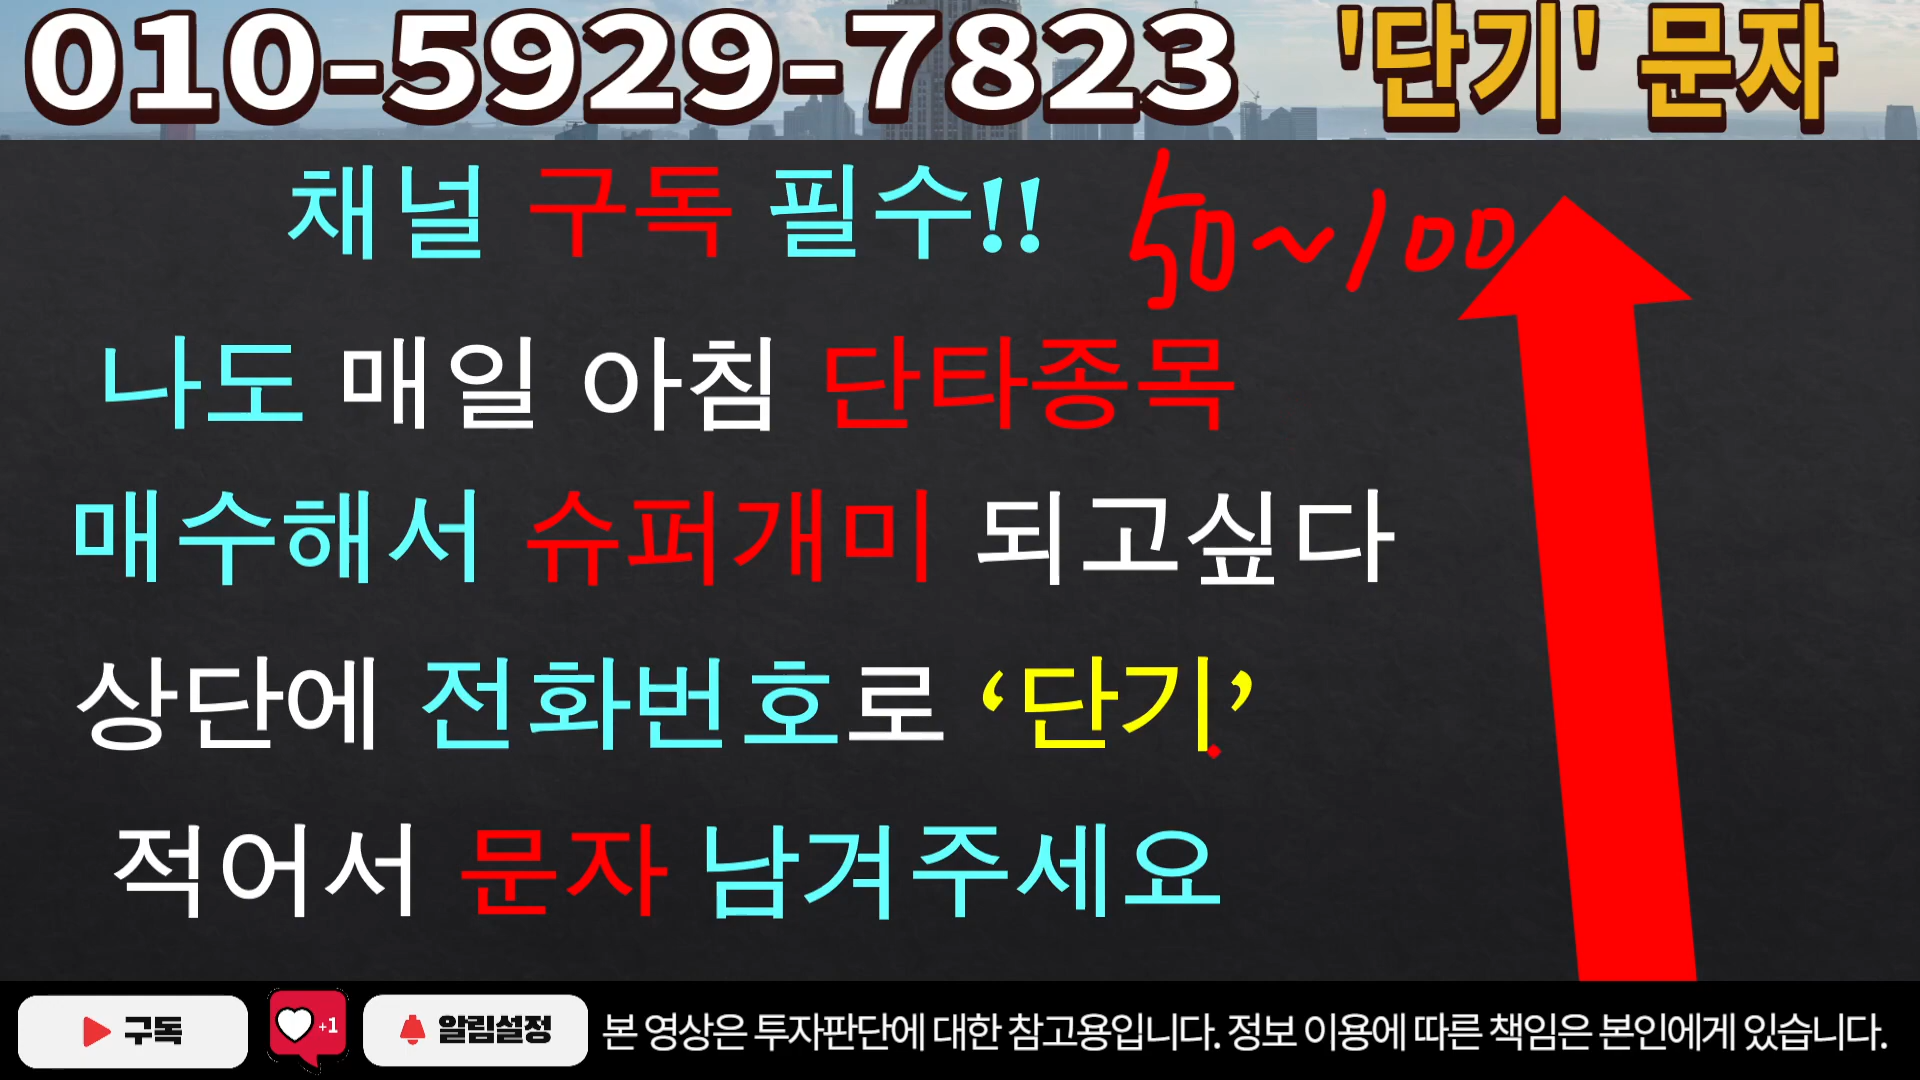 010-5929-7823 '단기' 문자
채널 구독 필수!! 50~100
나도 매일 아침 단타종목
매수해서 슈퍼개미 되고싶다
상단에 전화번호로 ‘단기’
적어서 문자 남겨주세요
구독 +1 알림설정 본 영상은 투자판단에 대한 참고용입니다. 정보 이용에 따른 책임은 본인에게 있습니다.